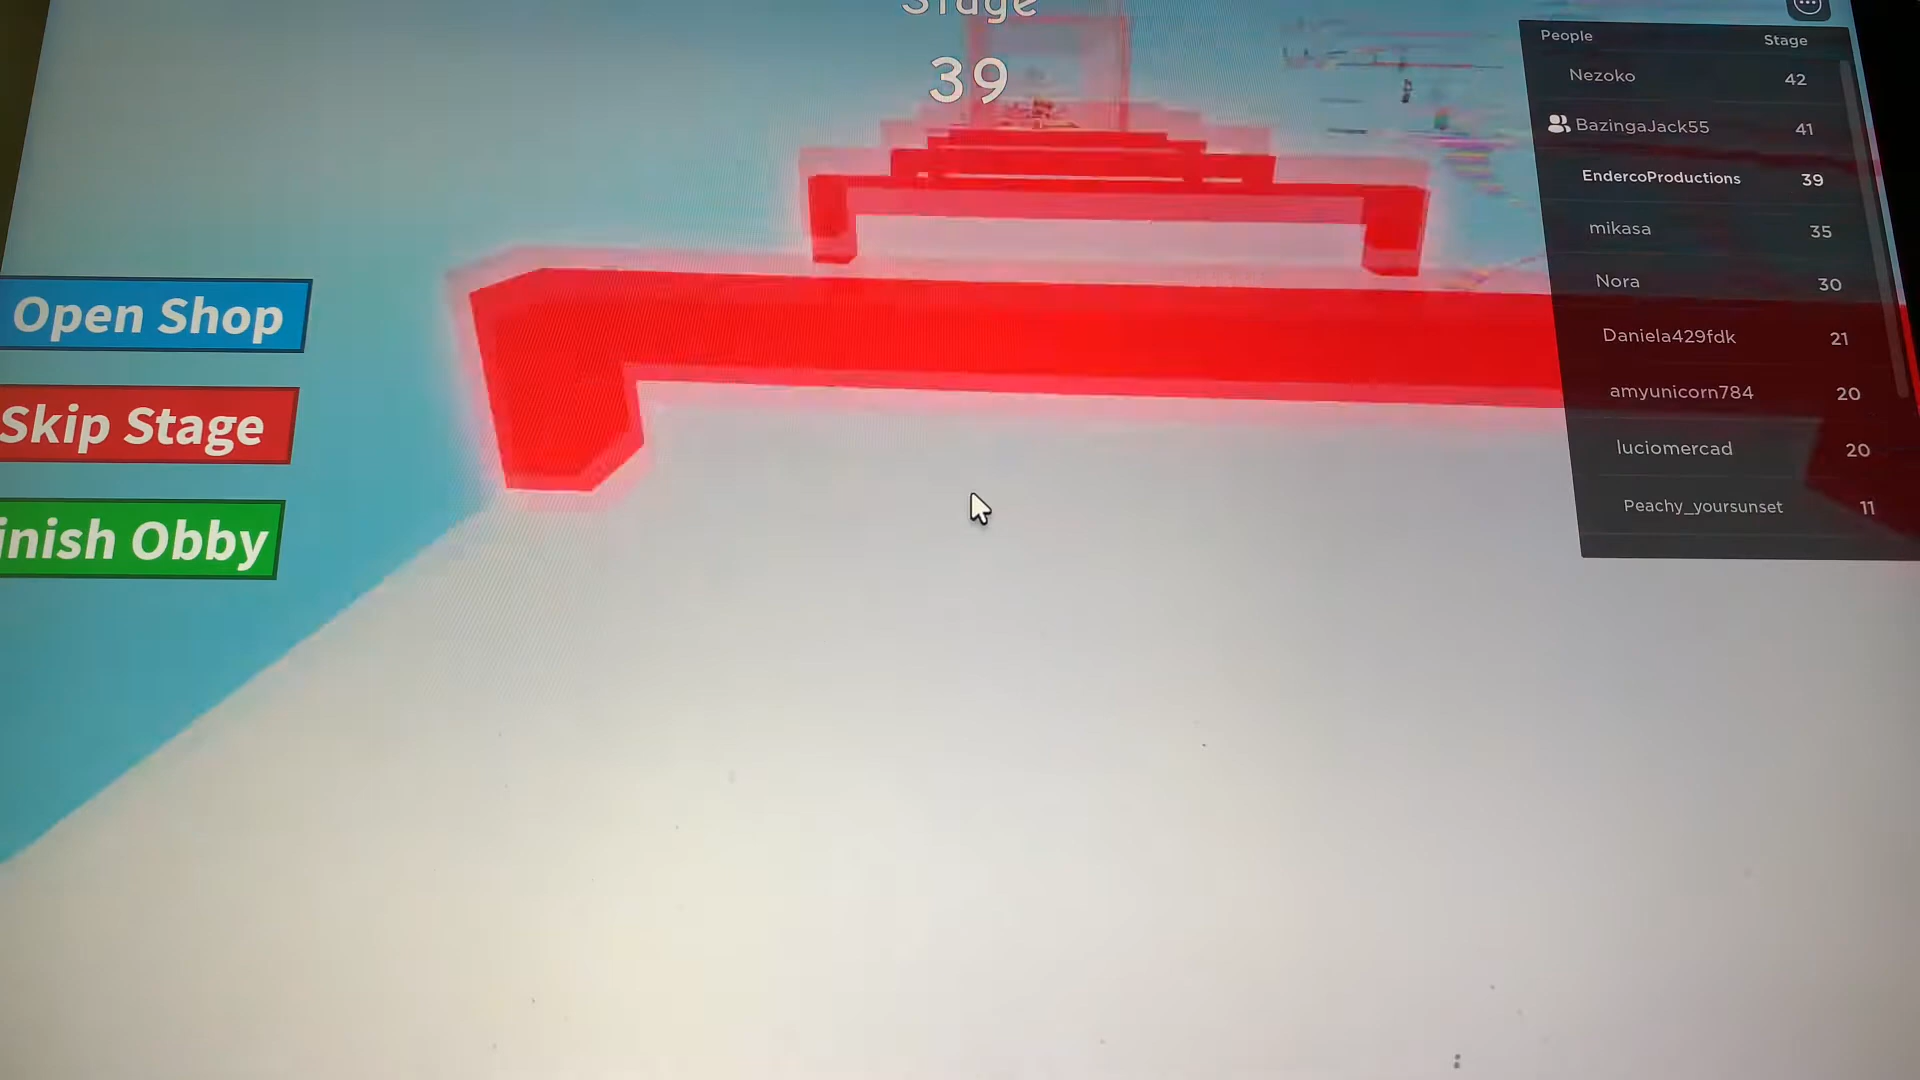 Stage
39
Open Shop
Skip Stage
inish Obby
People Stage
Nezoko 42
BazingaJack55 41
EndercoProductions 39
mikasa 35
Nora 30
Daniela429fdk 21
amyunicorn784 20
luciomercad 20
Peachy_yoursunset 11